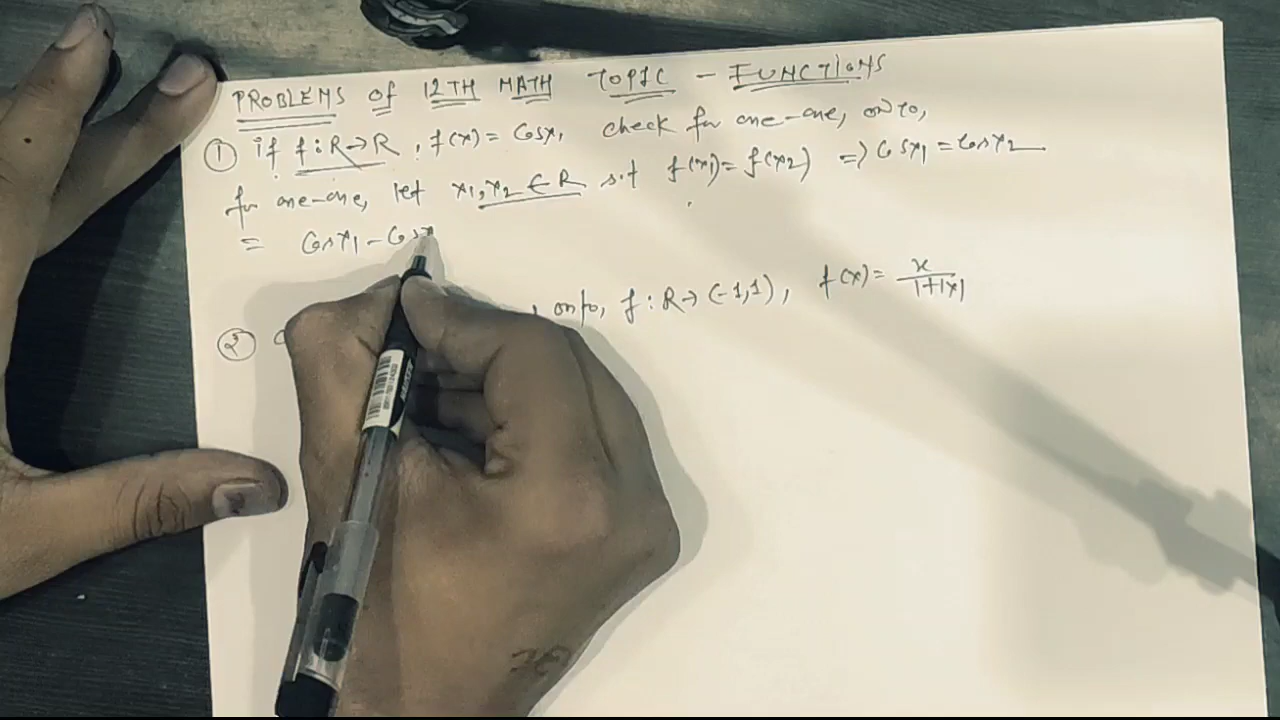 PROBLEMS OF 12TH MATH TOPIC - FUNCTIONS
① if f : R→R, f(x) = Cosx, check for one-one, onto,
for one-one, let x1, x2 ∈ R s.t f(x1) = f(x2) => Cosx1 = Cosx2
= Cosx1 - Cosx
② , onto, f : R→ (-1,1), f(x) = x/1+|x|